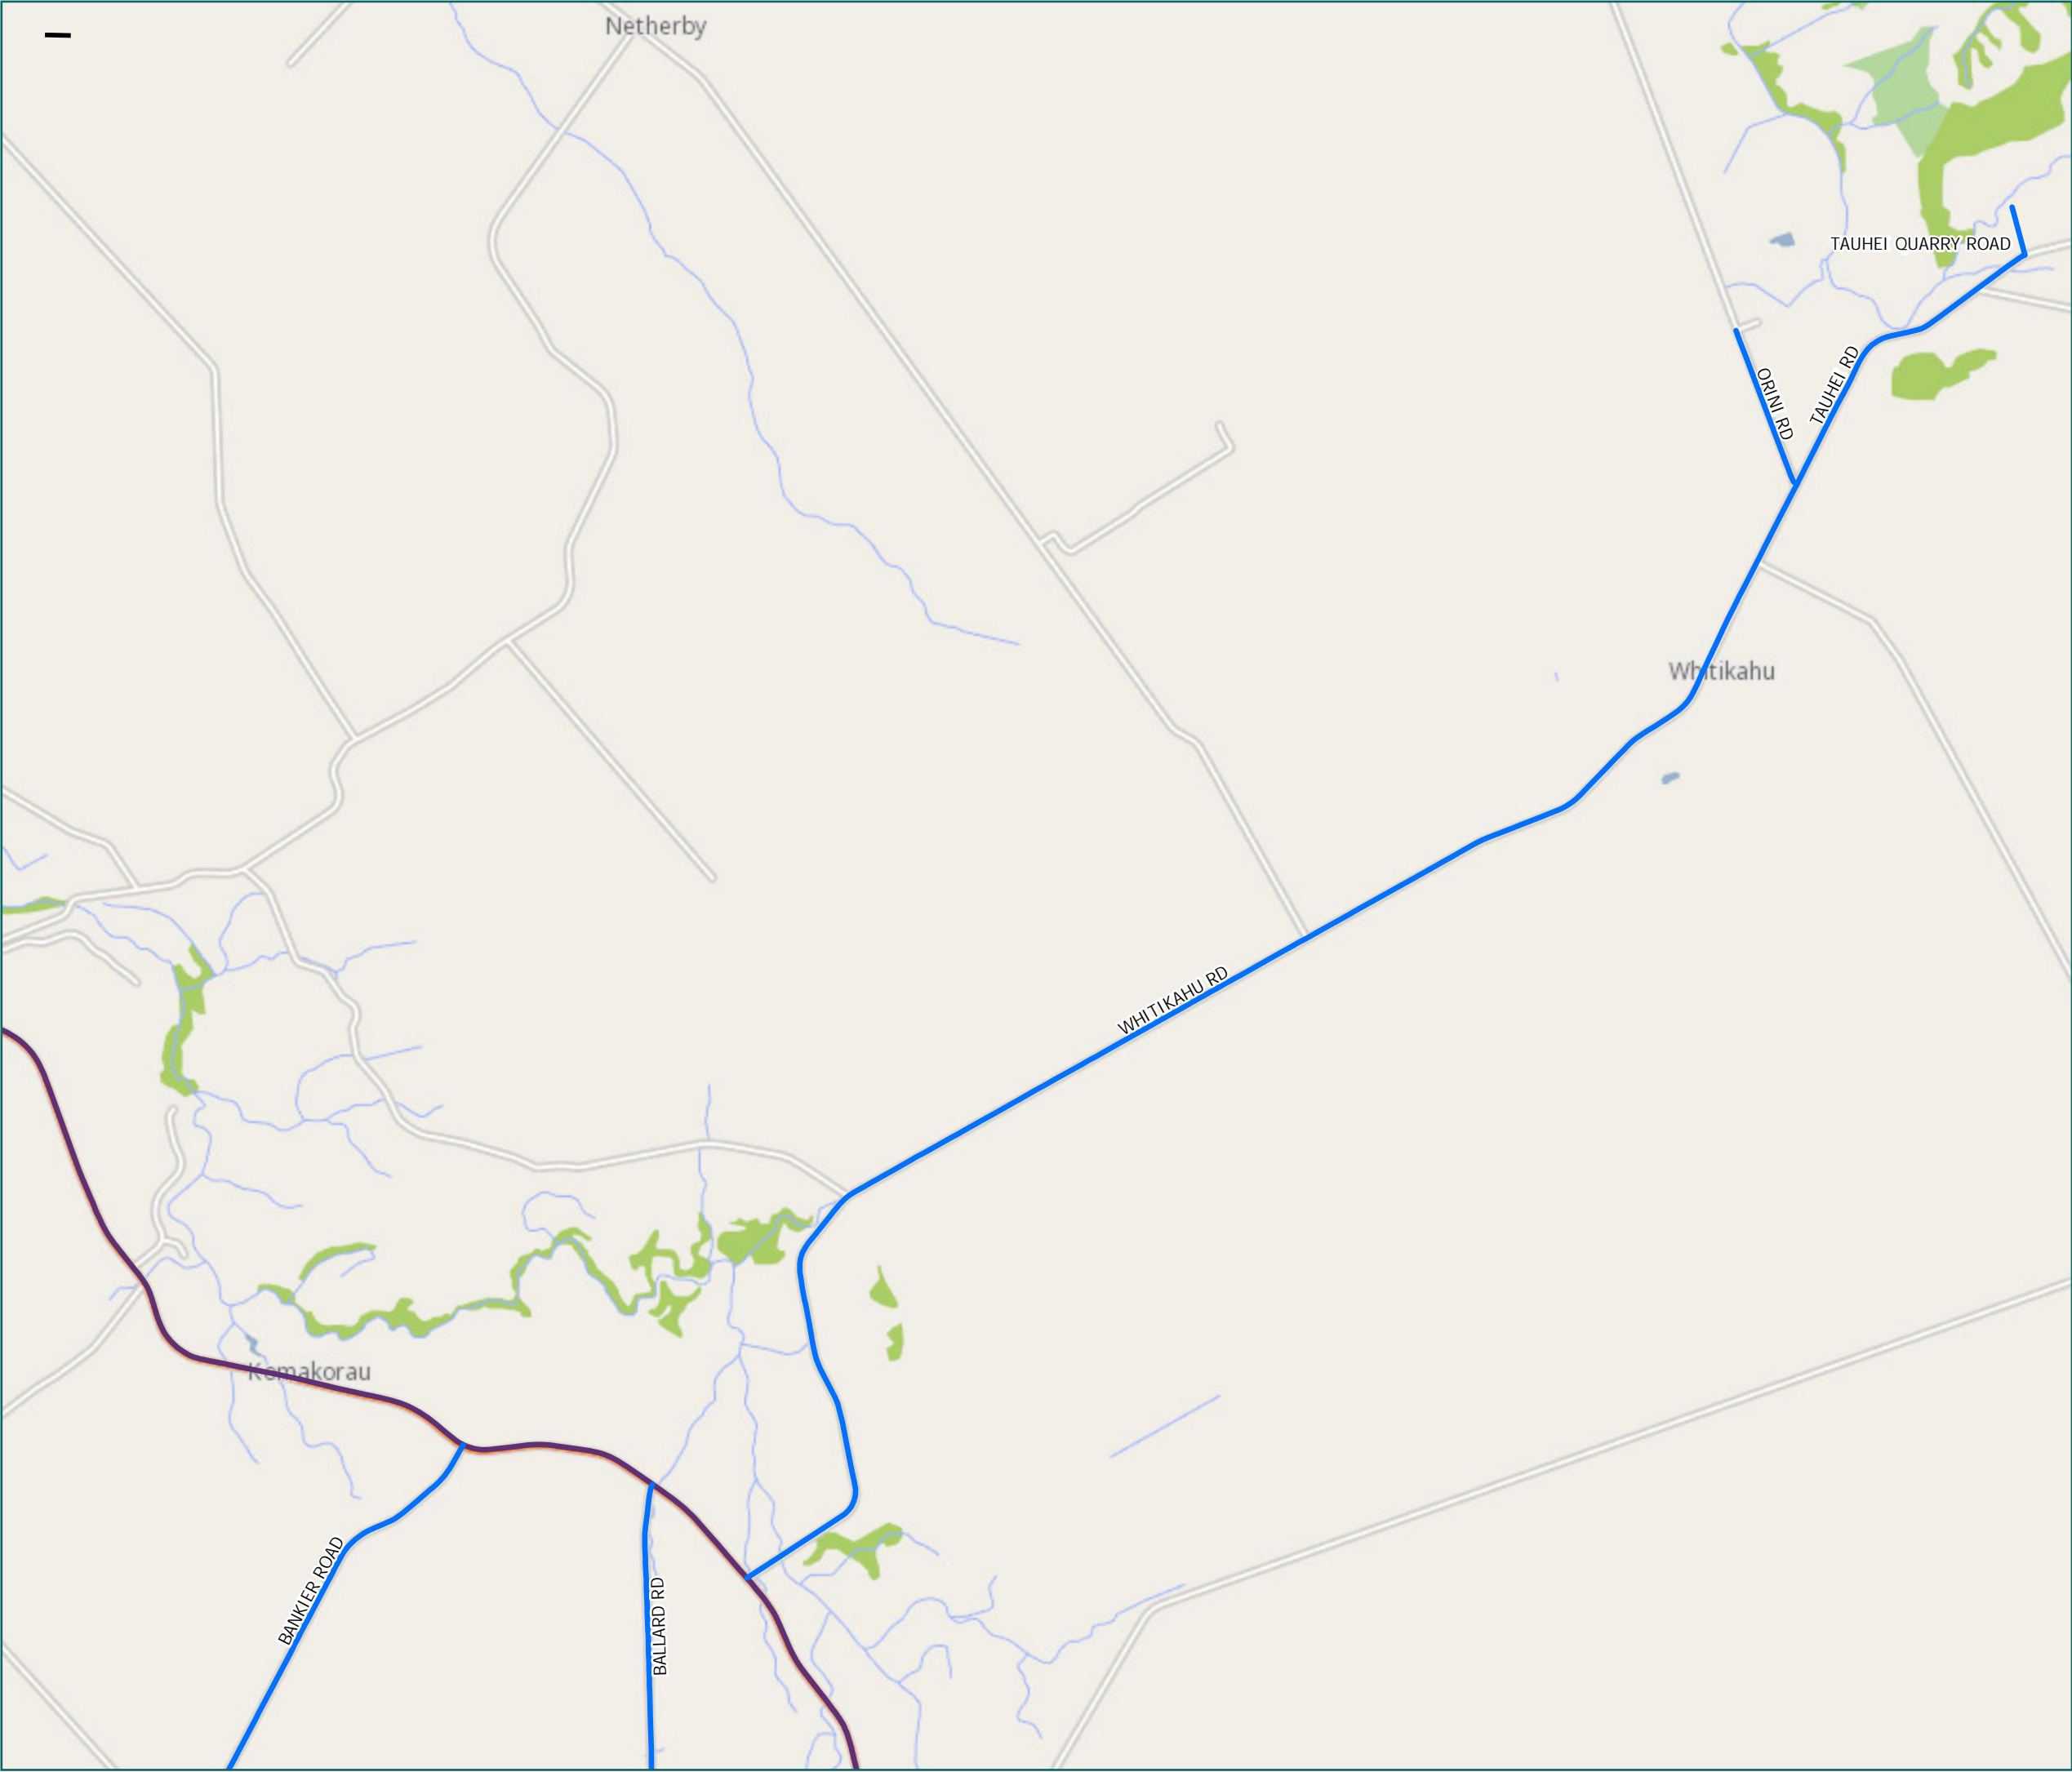 Netherby
TAUHEI QUARRY ROAD
TAUHEI RD
ORINI RD
Whitikahu
WHITIKAHU RD
Komakorau
BANKIER ROAD
BALLARD RD